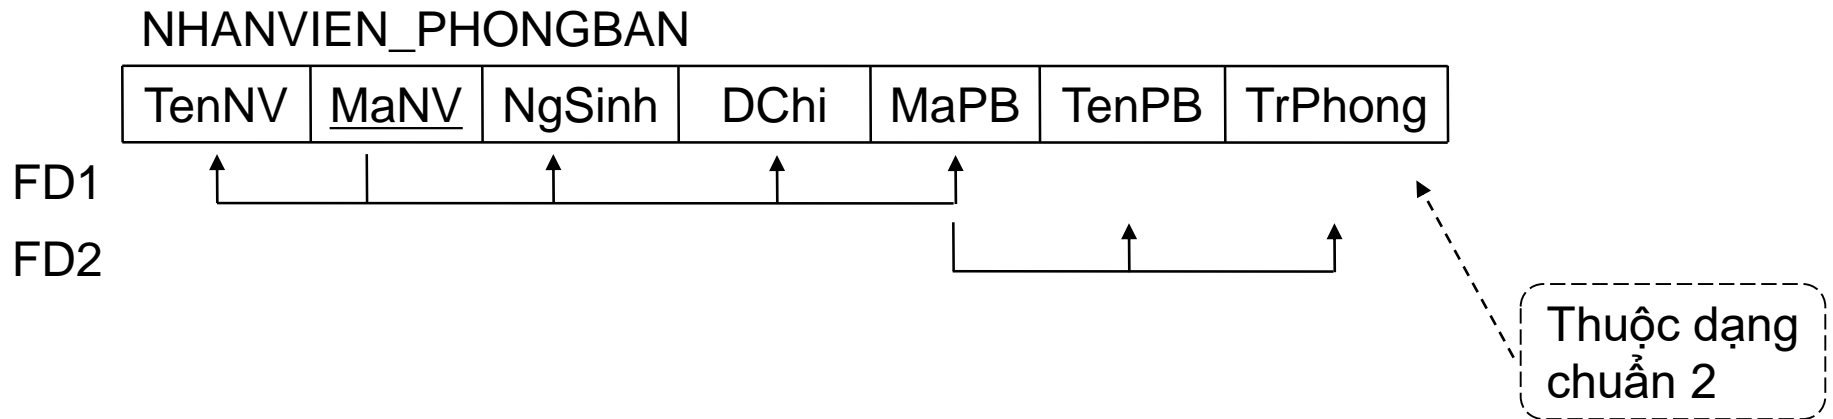 NHANVIEN_PHONGBAN
TenNV MaNV NgSinh DChi MaPB TenPB TrPhong
FD1
FD2
Thuộc dạng
chuẩn 2